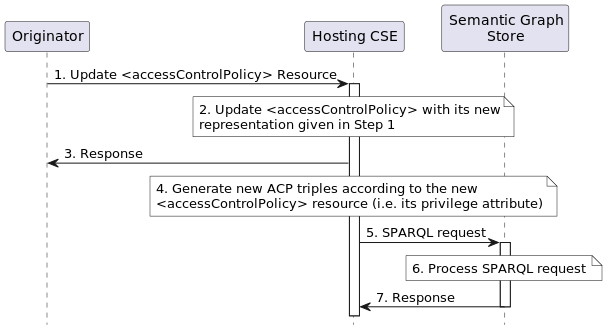 Originator
Hosting CSE
Semantic Graph
Store
1. Update <accessControlPolicy> Resource
2. Update <accessControlPolicy> with its new
representation given in Step 1
3. Response
4. Generate new ACP triples according to the new
<accessControlPolicy> resource (i.e. its privilege attribute)
5. SPARQL request
6. Process SPARQL request
7. Response